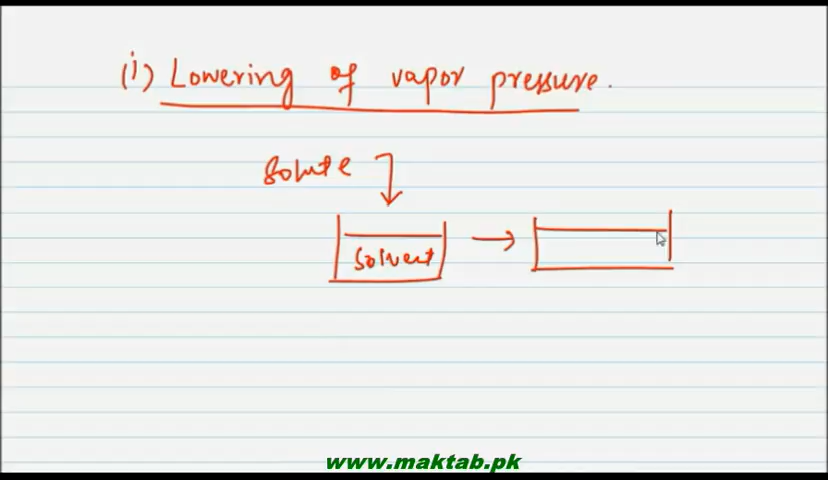 (i) Lowering of vapor pressure.
Solute
Solvent
www.maktab.pk